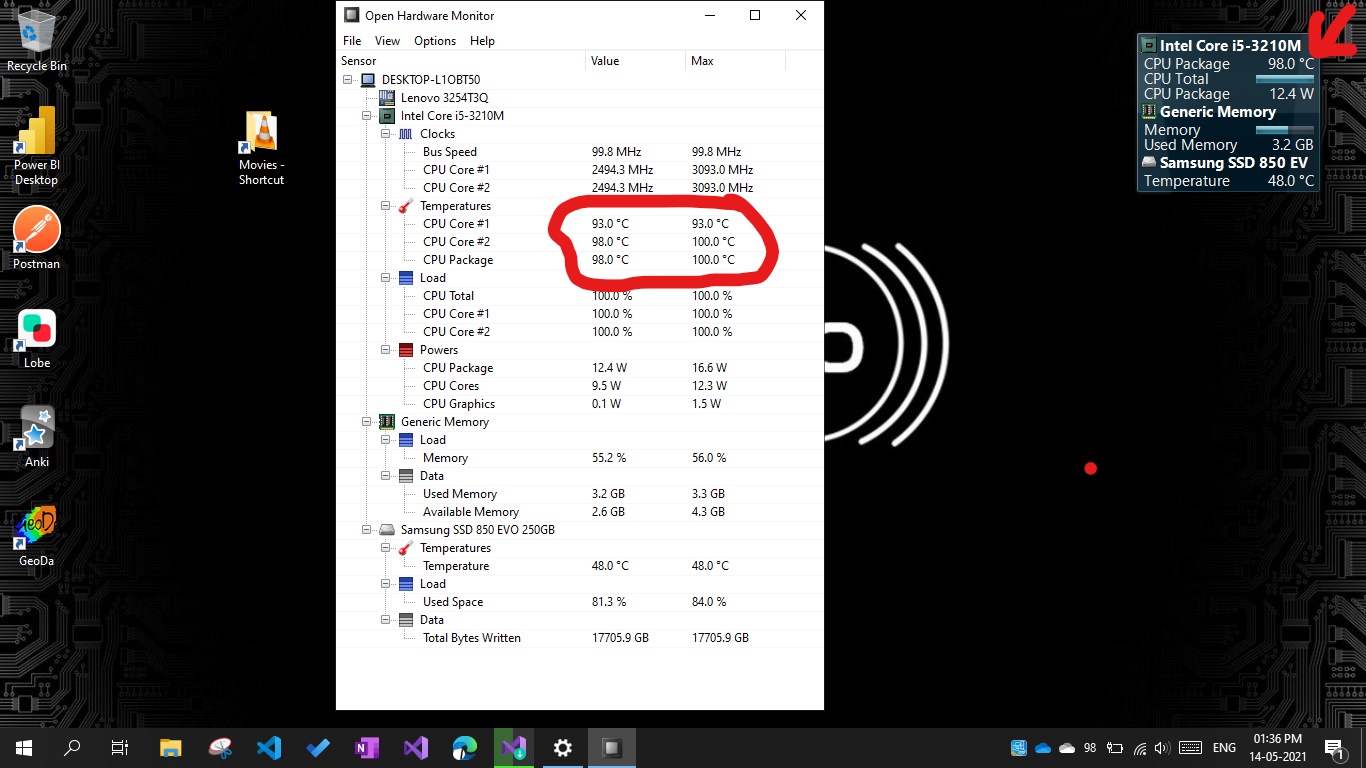 Recycle Bin
Power BI
Desktop
Postman
Lobe
Anki
GeoDa
Movies -
Shortcut
Open Hardware Monitor
File View Options Help
Sensor Value Max
DESKTOP-L1OBT50
Lenovo 3254T3Q
Intel Core i5-3210M
Clocks
Bus Speed 99.8 MHz 99.8 MHz
CPU Core #1 2494.3 MHz 3093.0 MHz
CPU Core #2 2494.3 MHz 3093.0 MHz
Temperatures
CPU Core #1 93.0 °C 93.0 °C
CPU Core #2 98.0 °C 100.0 °C
CPU Package 98.0 °C 100.0 °C
Load
CPU Total 100.0 % 100.0 %
CPU Core #1 100.0 % 100.0 %
CPU Core #2 100.0 % 100.0 %
Powers
CPU Package 12.4 W 16.6 W
CPU Cores 9.5 W 12.3 W
CPU Graphics 0.1 W 1.5 W
Generic Memory
Load
Memory 55.2 % 56.0 %
Data
Used Memory 3.2 GB 3.3 GB
Available Memory 2.6 GB 4.3 GB
Samsung SSD 850 EVO 250GB
Temperatures
Temperature 48.0 °C 48.0 °C
Load
Used Space 81.3 % 84.0 %
Data
Total Bytes Written 17705.9 GB 17705.9 GB
Intel Core i5-3210M
CPU Package 98.0 °C
CPU Total
CPU Package 12.4 W
Generic Memory
Memory
Used Memory 3.2 GB
Samsung SSD 850 EV
Temperature 48.0 °C
98 ENG 01:36 PM
14-05-2021
1